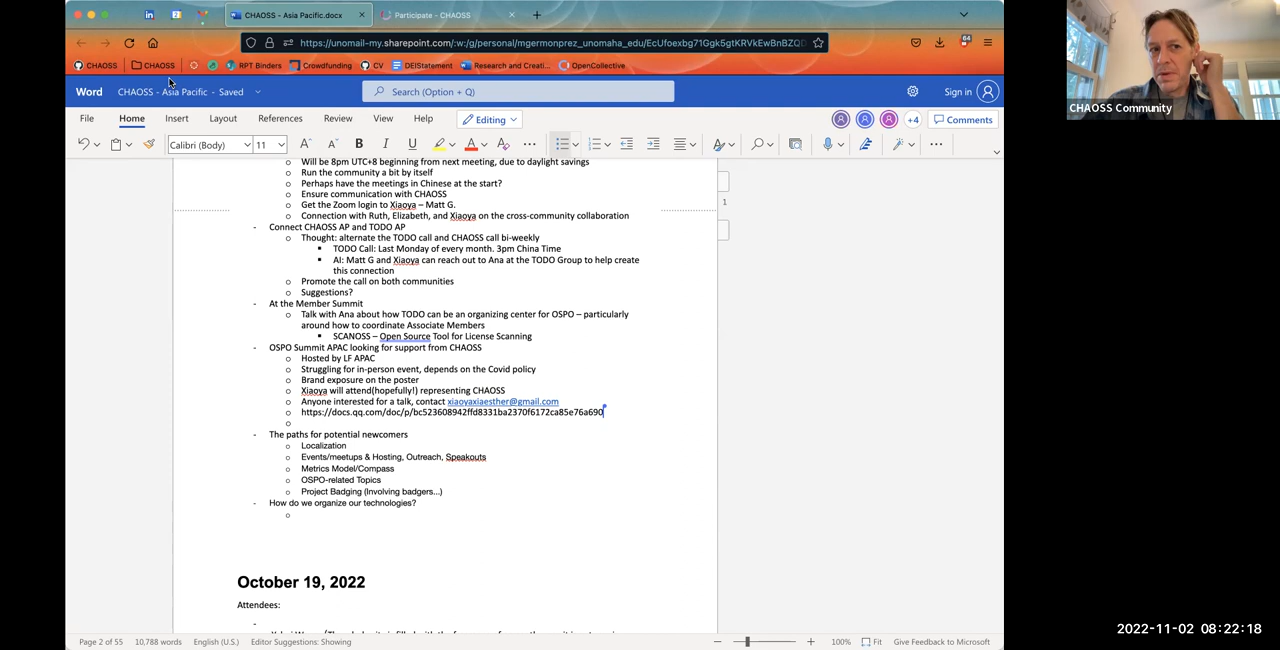 CHAOSS - Asia Pacific.docx
Participate - CHAOSS
https://unomail-my.sharepoint.com/:w:/g/personal/mgermonprez_unomaha_edu/EcUfoexbg71Ggk5gtKRVkEwBnBZQD
64
CHAOSS
CHAOSS
RPT Binders
Crowdfunding
CV
DEIStatement
Research and Creati...
OpenCollective
Word
CHAOSS - Asia Pacific - Saved
Search (Option + Q)
Sign in
File Home Insert Layout References Review View Help
Editing
+4
Comments
Calibri (Body) 11
Will be 8pm UTC+8 beginning from next meeting, due to daylight savings
Run the community a bit by itself
Perhaps have the meetings in Chinese at the start?
Ensure communication with CHAOSS
Get the Zoom login to Xiaoya – Matt G.
Connection with Ruth, Elizabeth, and Xiaoya on the cross-community collaboration
- Connect CHAOSS AP and TODO AP
Thought: alternate the TODO call and CHAOSS call bi-weekly
TODO Call: Last Monday of every month. 3pm China Time
AI: Matt G and Xiaoya can reach out to Ana at the TODO Group to help create
this connection
Promote the call on both communities
Suggestions?
- At the Member Summit
Talk with Ana about how TODO can be an organizing center for OSPO – particularly
around how to coordinate Associate Members
SCANOSS – Open Source Tool for License Scanning
- OSPO Summit APAC looking for support from CHAOSS
Hosted by LF APAC
Struggling for in-person event, depends on the Covid policy
Brand exposure on the poster
Xiaoya will attend(hopefully!) representing CHAOSS
Anyone interested for a talk, contact xiaoyaxiaesther@gmail.com
https://docs.qq.com/doc/p/bc523608942ffd8331ba2370f6172ca85e76a690
- The paths for potential newcomers
Localization
Events/meetups & Hosting, Outreach, Speakouts
Metrics Model/Compass
OSPO-related Topics
Project Badging (Involving badgers...)
- How do we organize our technologies?
1
October 19, 2022
Attendees:
-
Page 2 of 55
10,788 words
English (U.S.)
Editor Suggestions: Showing
100%
Fit
Give Feedback to Microsoft
CHAOSS Community
2022-11-02 08:22:18